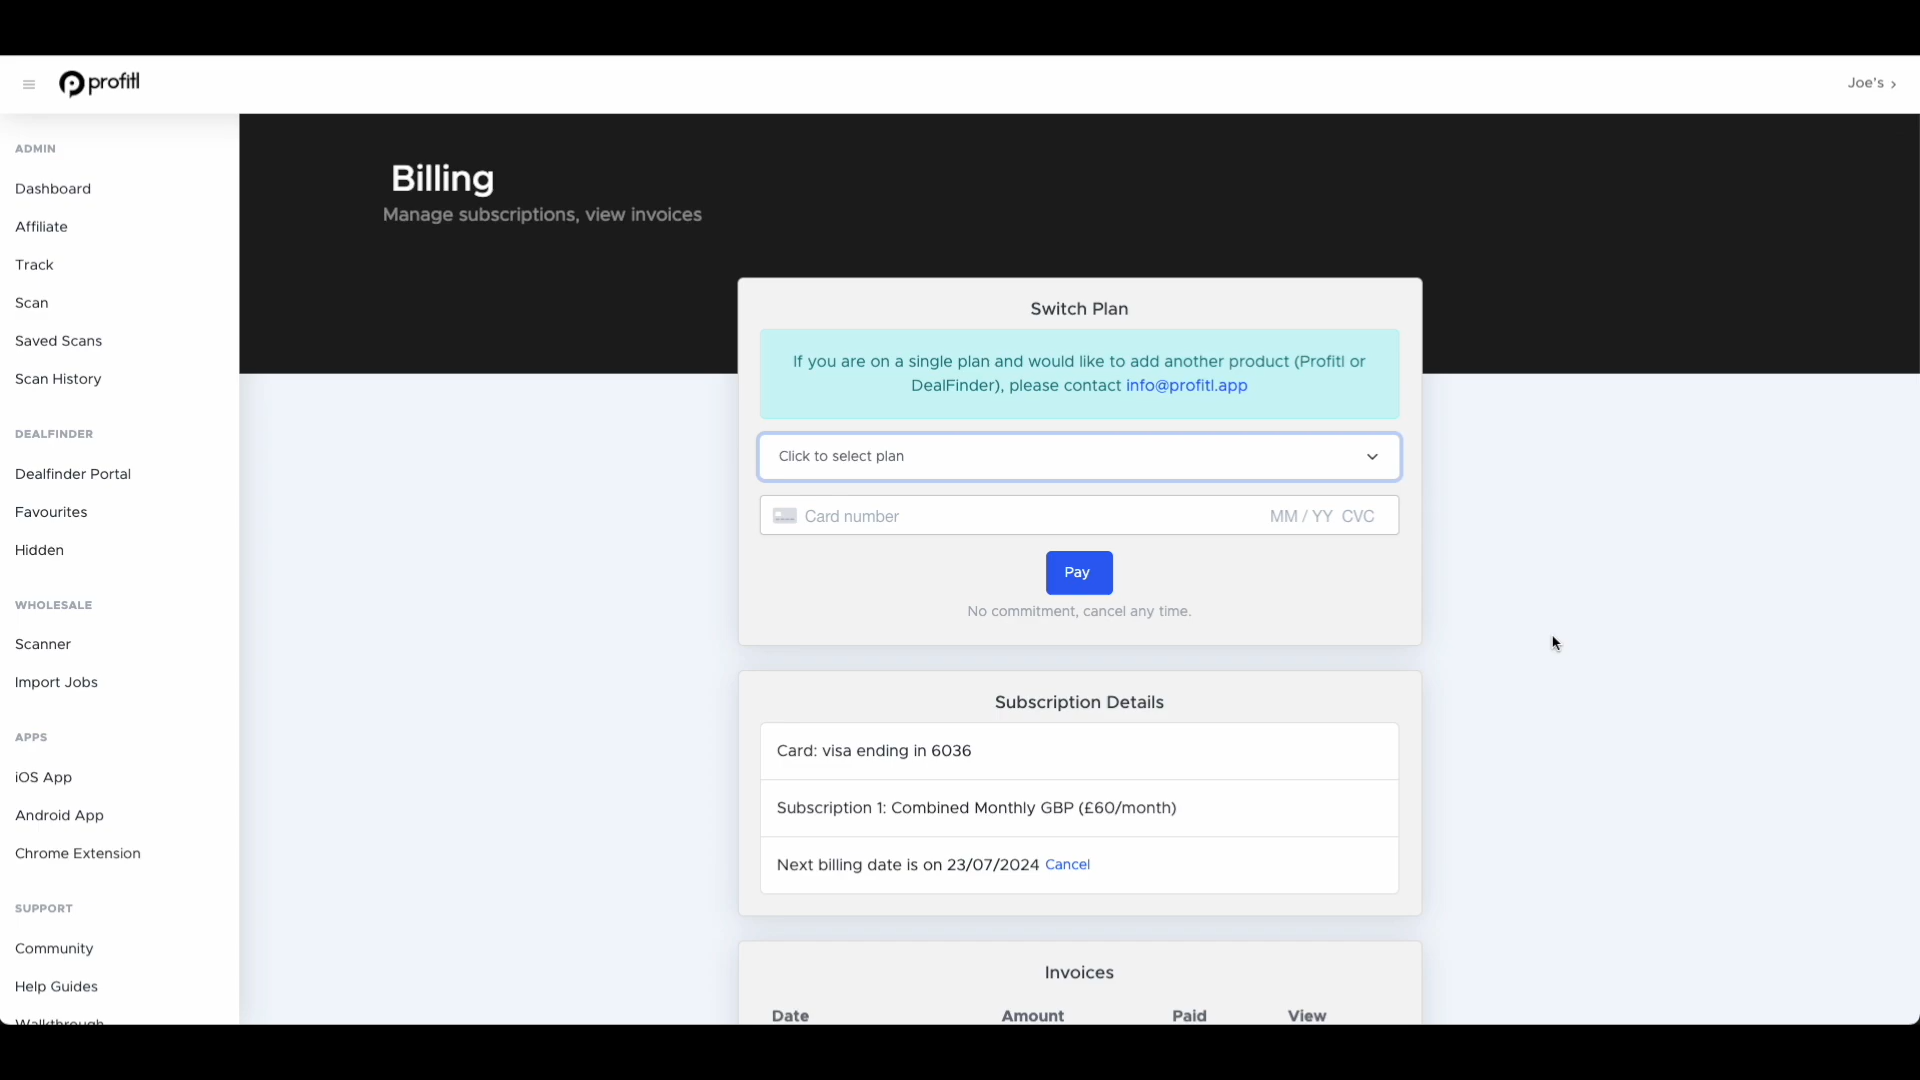 profitl
Joe's
ADMIN
Dashboard
Affiliate
Track
Scan
Saved Scans
Scan History
DEALFINDER
Dealfinder Portal
Favourites
Hidden
WHOLESALE
Scanner
Import Jobs
APPS
iOS App
Android App
Chrome Extension
SUPPORT
Community
Help Guides
Walkthrough
Billing
Manage subscriptions, view invoices
Switch Plan
If you are on a single plan and would like to add another product (Profitl or
DealFinder), please contact info@profitl.app
Click to select plan
Card number MM / YY CVC
Pay
No commitment, cancel any time.
Subscription Details
Card: visa ending in 6036
Subscription 1: Combined Monthly GBP (£60/month)
Next billing date is on 23/07/2024 Cancel
Invoices
Date Amount Paid View